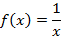 f(x) = 1/x